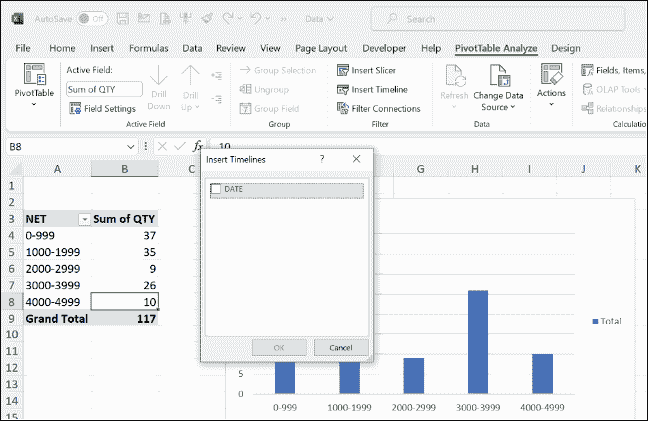 AutoSave Off Data Search
File Home Insert Formulas Data Review View Page Layout Developer Help PivotTable Analyze Design
PivotTable
Active Field:
Sum of QTY
Field Settings
Drill Down
Drill Up
Active Field
Group Selection
Ungroup
Group Field
Group
Insert Slicer
Insert Timeline
Filter Connections
Filter
Refresh
Change Data Source
Data
Actions
Fields, Items,
OLAP Tools
Relationships
Calculatio
B8 fx 10
Insert Timelines ?
DATE
OK Cancel
A B C G H I J K
1
2
3 NET Sum of QTY
4 0-999 37
5 1000-1999 35
6 2000-2999 9
7 3000-3999 26
8 4000-4999 10
9 Grand Total 117
10
11
12
13
14
15
Total
5
0
0-999 1000-1999 2000-2999 3000-3999 4000-4999